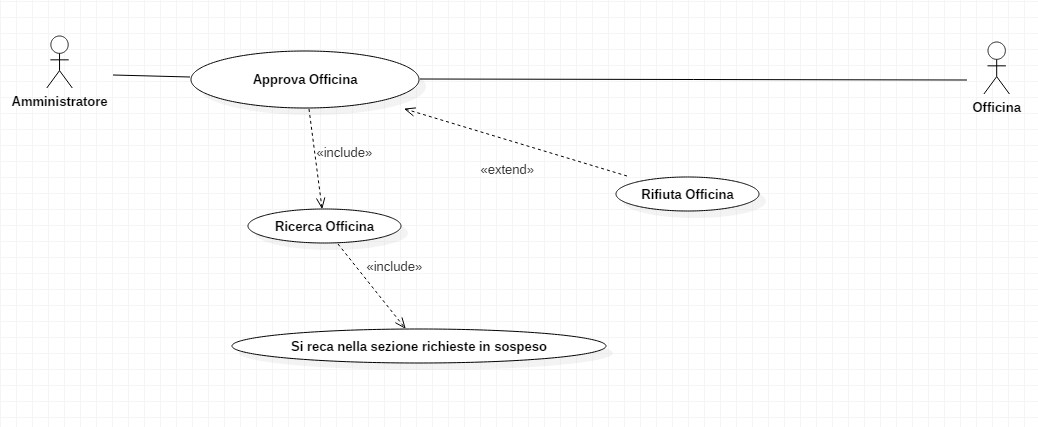 Approva Officina
Amministratore
Officina
«include»
«extend»
Rifiuta Officina
Ricerca Officina
«include»
Si reca nella sezione richieste in sospeso